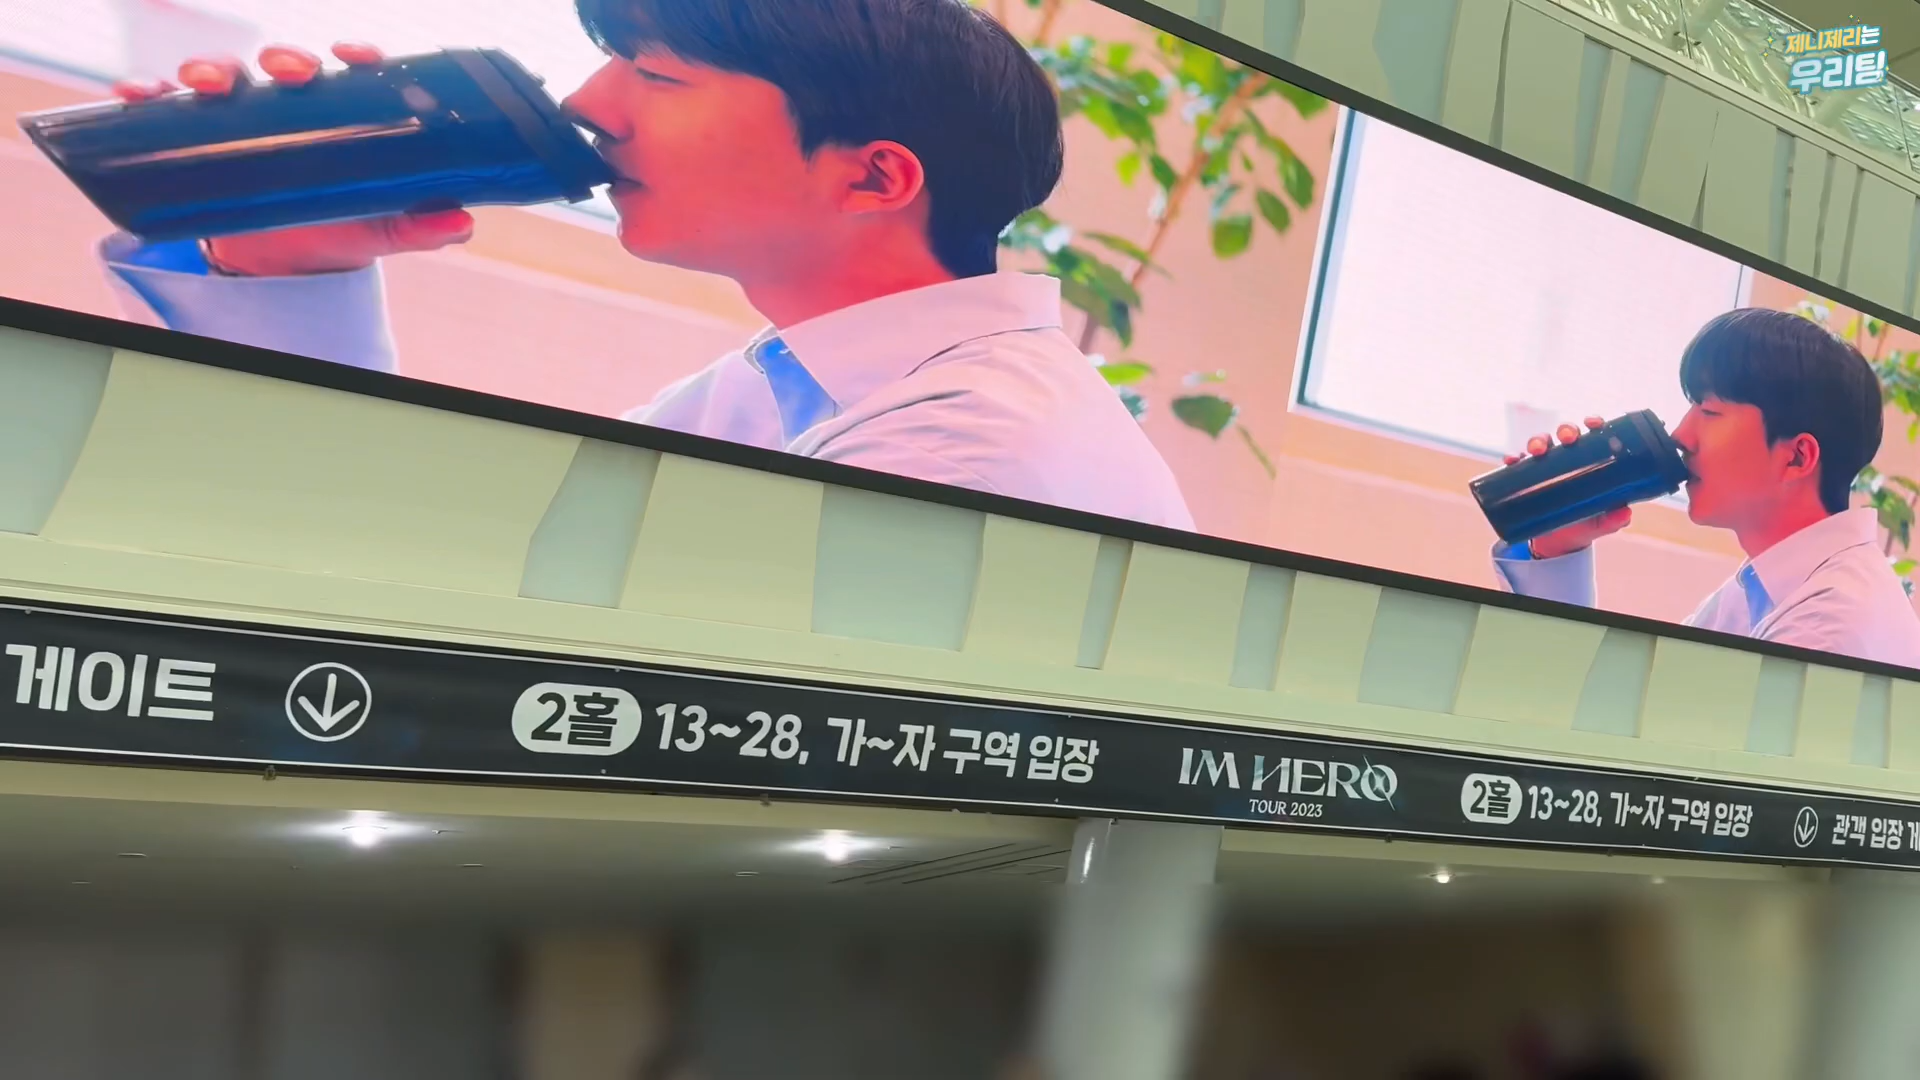 제니제리는
우리팀
게이트
2홀 13~28, 가~자 구역 입장
IM HERO
TOUR 2023
2홀 13~28, 가~자 구역 입장
관객 입장 게